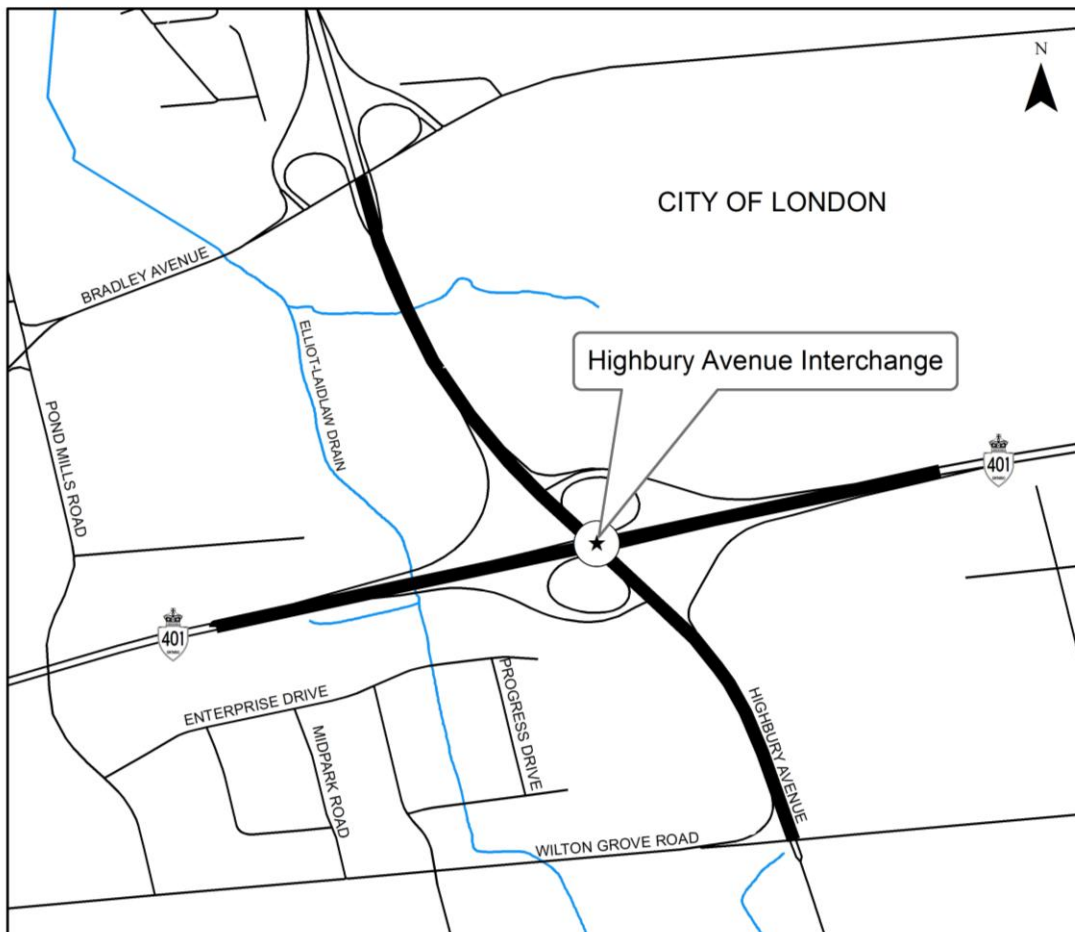 N
CITY OF LONDON
BRADLEY AVENUE
ELLIOT-LAIDLAW DRAIN
Highbury Avenue Interchange
POND MILLS ROAD
401
401
ENTERPRISE DRIVE
PROGRESS DRIVE
MIDPARK ROAD
HIGHBURY AVENUE
WILTON GROVE ROAD